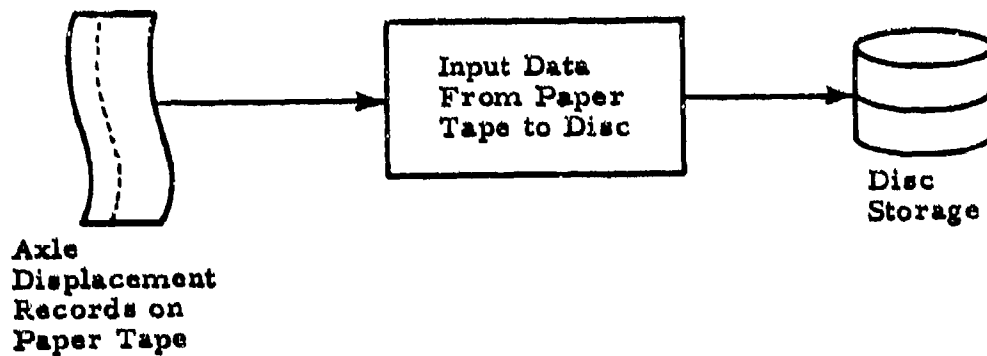 Input Data
From Paper
Tape to Disc
Disc
Storage
Axle
Displacement
Records on
Paper Tape